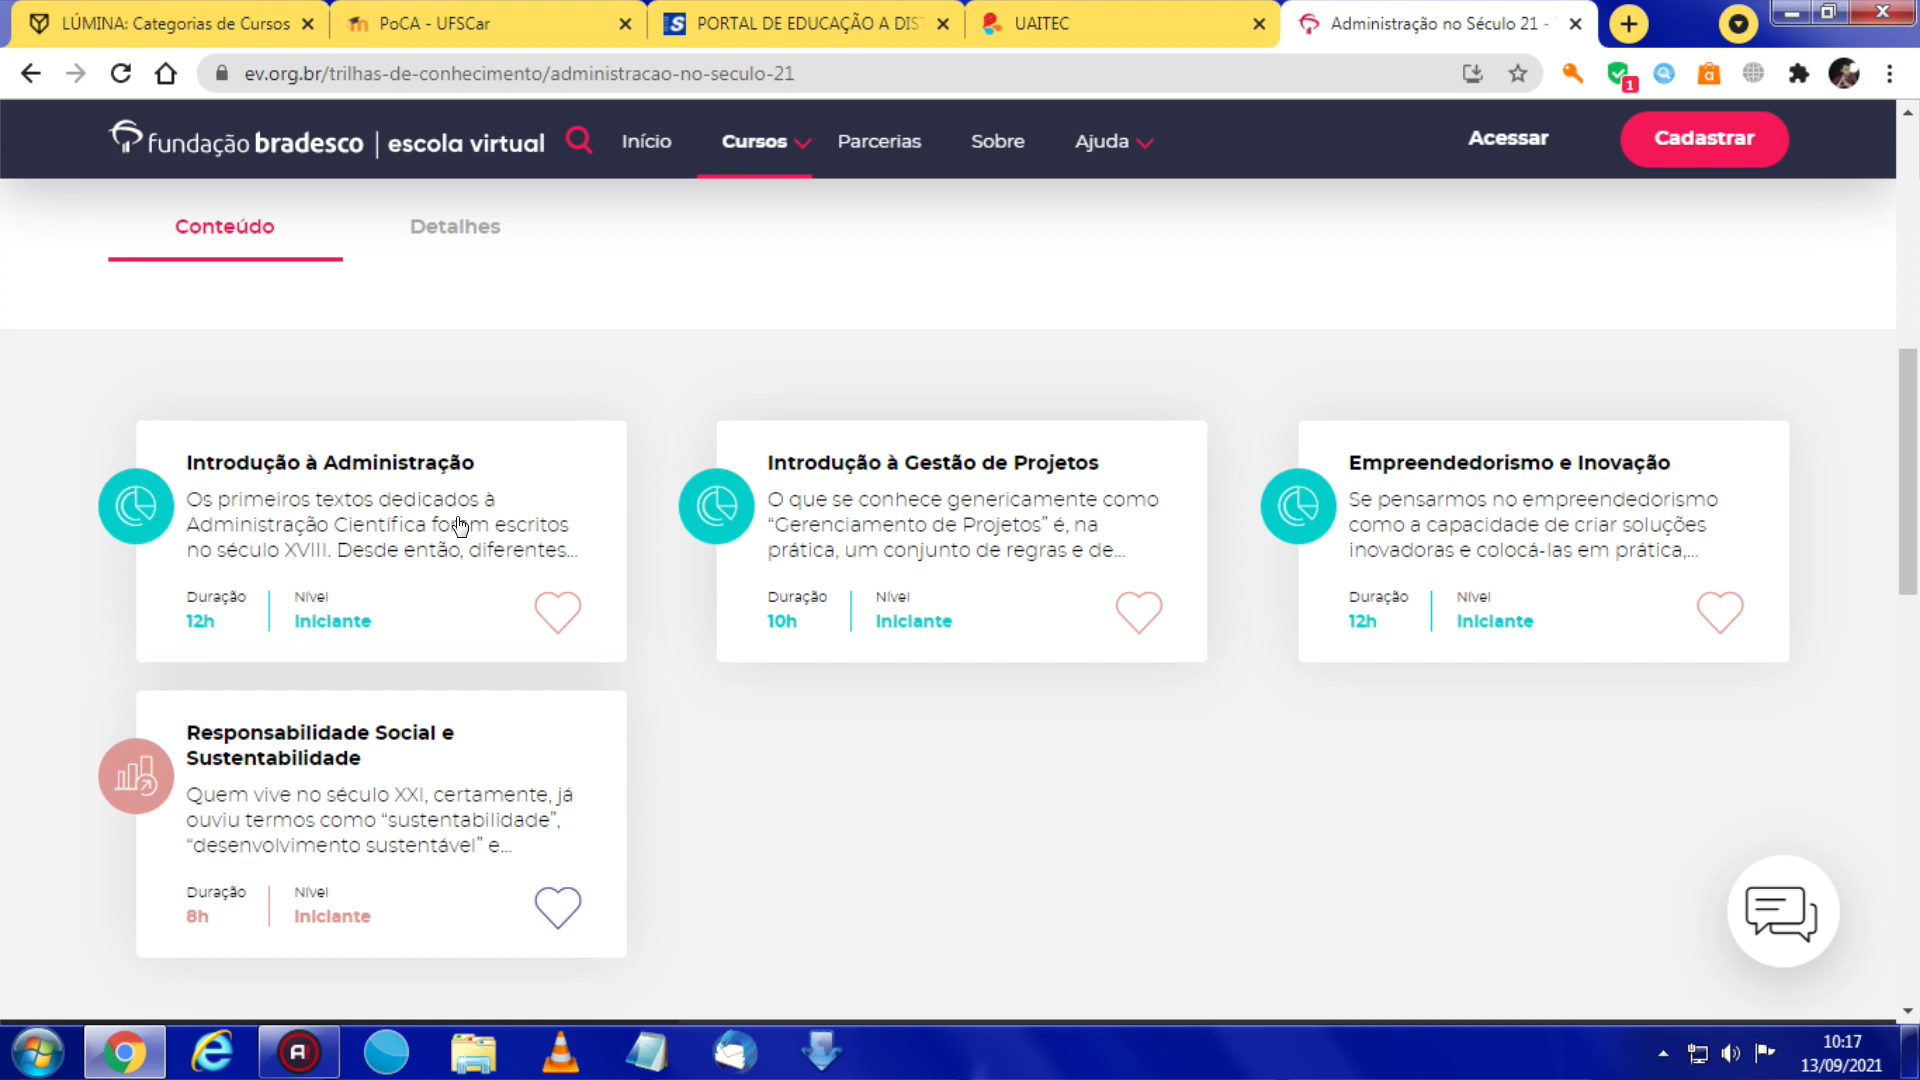 LÚMINA: Categorias de Cursos
PoCA - UFSCar
PORTAL DE EDUCAÇÃO A DIS
UAITEC
Administração no Século 21 -
ev.org.br/trilhas-de-conhecimento/administracao-no-seculo-21
1
fundação bradesco | escola virtual
Início
Cursos
Parcerias
Sobre
Ajuda
Acessar
Cadastrar
Conteúdo
Detalhes
Introdução à Administração
Os primeiros textos dedicados à
Administração Científica foram escritos
no século XVIII. Desde então, diferentes...
Duração
Nível
12h
Iniciante
Introdução à Gestão de Projetos
O que se conhece genericamente como
“Gerenciamento de Projetos” é, na
prática, um conjunto de regras e de...
Duração
Nível
10h
Iniciante
Empreendedorismo e Inovação
Se pensarmos no empreendedorismo
como a capacidade de criar soluções
inovadoras e colocá-las em prática,...
Duração
Nível
12h
Iniciante
Responsabilidade Social e
Sustentabilidade
Quem vive no século XXI, certamente, já
ouviu termos como “sustentabilidade”,
“desenvolvimento sustentável” e...
Duração
Nível
8h
Iniciante
10:17
13/09/2021